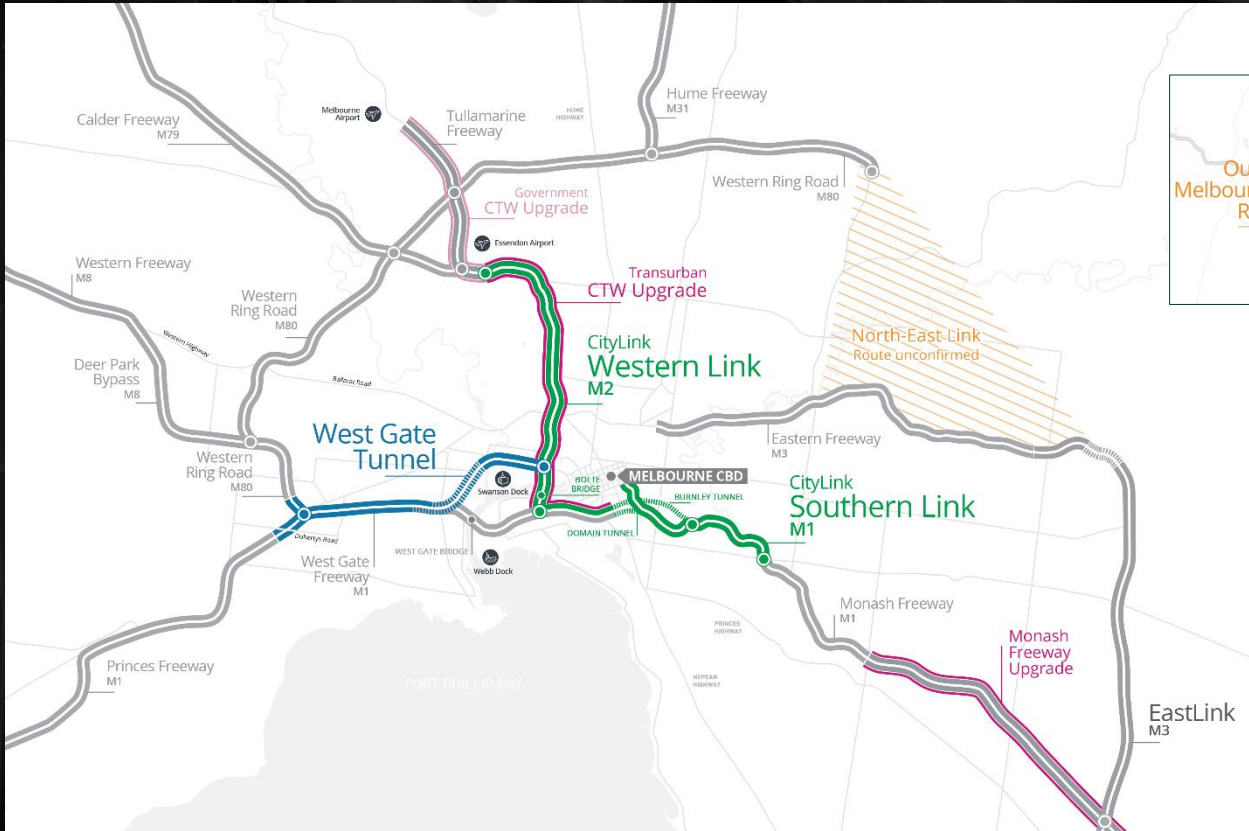 Calder Freeway
M79
Melbourne
Airport
Tullamarine
Freeway
HUME
HIGHWAY
Hume Freeway
M31
Western Ring Road
M80
Government
CTW Upgrade
Essendon Airport
Western Freeway
M8
Western
Ring Road
M80
Western Highway
Deer Park
Bypass
M8
Ballarat Road
Transurban
CTW Upgrade
CityLink
Western Link
M2
North-East Link
Route unconfirmed
Ou
Melbour
R
West Gate
Tunnel
Western
Ring Road
M80
Eastern Freeway
M3
MELBOURNE CBD
Swanson Dock
BOLTE
BRIDGE
BURNLEY TUNNEL
CityLink
Southern Link
M1
DOMAIN TUNNEL
Dohertys Road
WEST GATE BRIDGE
West Gate
Freeway
M1
Webb Dock
Monash Freeway
M1
PRINCES
HIGHWAY
Monash
Freeway
Upgrade
Princes Freeway
M1
PORT PHILLIP BAY
NEPEAN
HIGHWAY
EastLink
M3